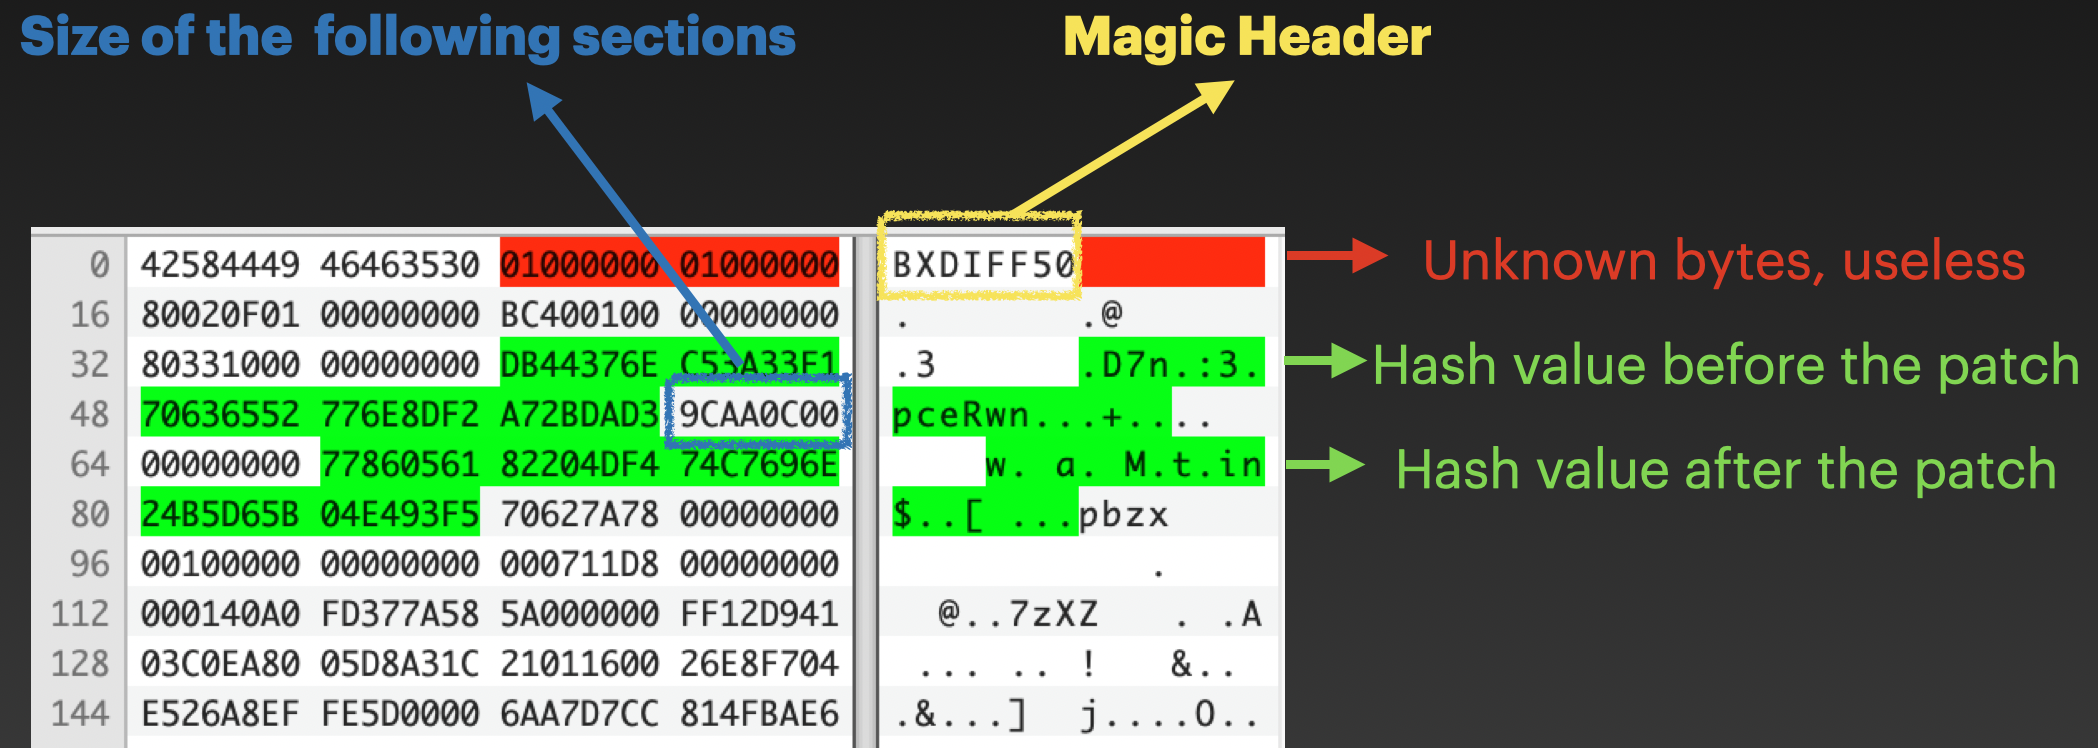 Size of the following sections
Magic Header
0 42584449 46463530 01000000 01000000 BXDIFF50
Unknown bytes, useless
16 80020F01 00000000 BC400100 00000000 . .@
32 80331000 00000000 DB44376E C53A33F1 .3 .D7n.:3.
Hash value before the patch
48 70636552 776E8DF2 A72BDAD3 9CAA0C00 pceRwn...+....
64 00000000 77860561 82204DF4 74C7696E w. a. M.t.in
Hash value after the patch
80 24B5D65B 04E493F5 70627A78 00000000 $..[ ...pbzx
96 00100000 00000000 000711D8 00000000 .
112 000140A0 FD377A58 5A000000 FF12D941 @..7zXZ . .A
128 03C0EA80 05D8A31C 21011600 26E8F704 ... .. ! &..
144 E526A8EF FE5D0000 6AA7D7CC 814FBAE6 .&...] j....O..